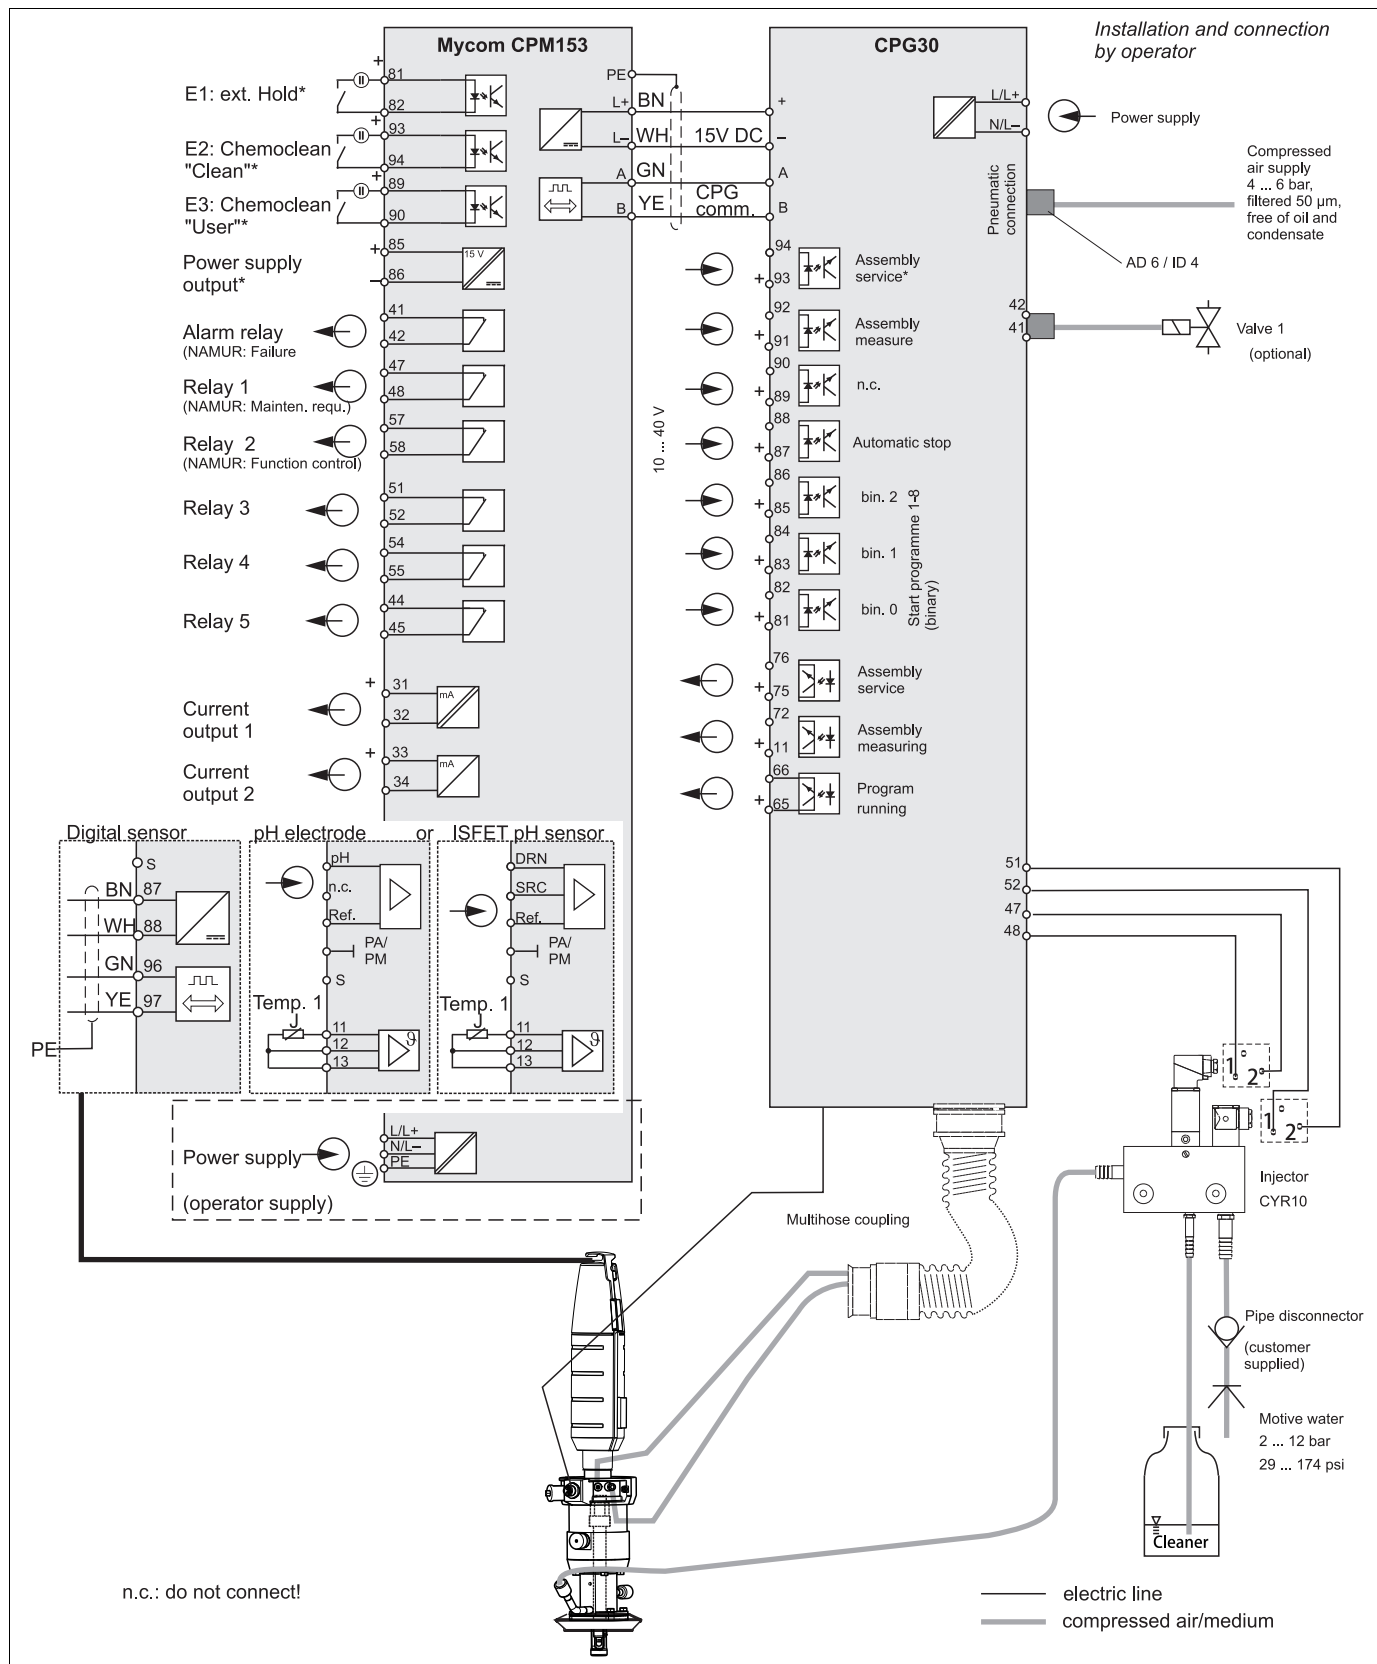 Mycom CPM153
CPG30
Installation and connection
by operator
E1: ext. Hold*
+
81
82
E2: Chemoclean
"Clean"*
+
93
94
E3: Chemoclean
"User"*
+
89
90
Power supply
output*
+
85
–
86
15 V
Alarm relay
(NAMUR: Failure
41
42
Relay 1
(NAMUR: Mainten. requ.)
47
48
Relay 2
(NAMUR: Function control)
57
58
Relay 3
51
52
Relay 4
54
55
Relay 5
44
45
Current
output 1
+
31
32
mA
Current
output 2
+
33
34
mA
PE
L+
BN
+
L–
WH
15V DC
–
A
GN
A
B
YE
CPG
comm.
B
10 ... 40 V
94
+
93
Assembly
service*
92
+
91
Assembly
measure
90
+
89
n.c.
88
+
87
Automatic stop
86
+
85
bin. 2
84
+
83
bin. 1
82
+
81
bin. 0
Start programme 1-8
(binary)
76
+
75
Assembly
service
72
+
11
Assembly
measuring
66
+
65
Program
running
L/L+
N/L–
Power supply
Pneumatic
connection
Compressed
air supply
4 ... 6 bar,
filtered 50 µm,
free of oil and
condensate
AD 6 / ID 4
42
41
Valve 1
(optional)
51
52
47
48
Digital sensor
S
BN
87
WH
88
GN
96
YE
97
PE
pH electrode
or
ISFET pH sensor
pH
n.c.
Ref.
PA/
PM
S
Temp. 1
11
12
13
ϑ
DRN
SRC
Ref.
PA/
PM
S
Temp. 1
11
12
13
ϑ
Power supply
L/L+
N/L–
PE
(operator supply)
Multihose coupling
1
2
1
2
Injector
CYR10
Pipe disconnector
(customer
supplied)
Motive water
2 ... 12 bar
29 ... 174 psi
Cleaner
n.c.: do not connect!
electric line
compressed air/medium